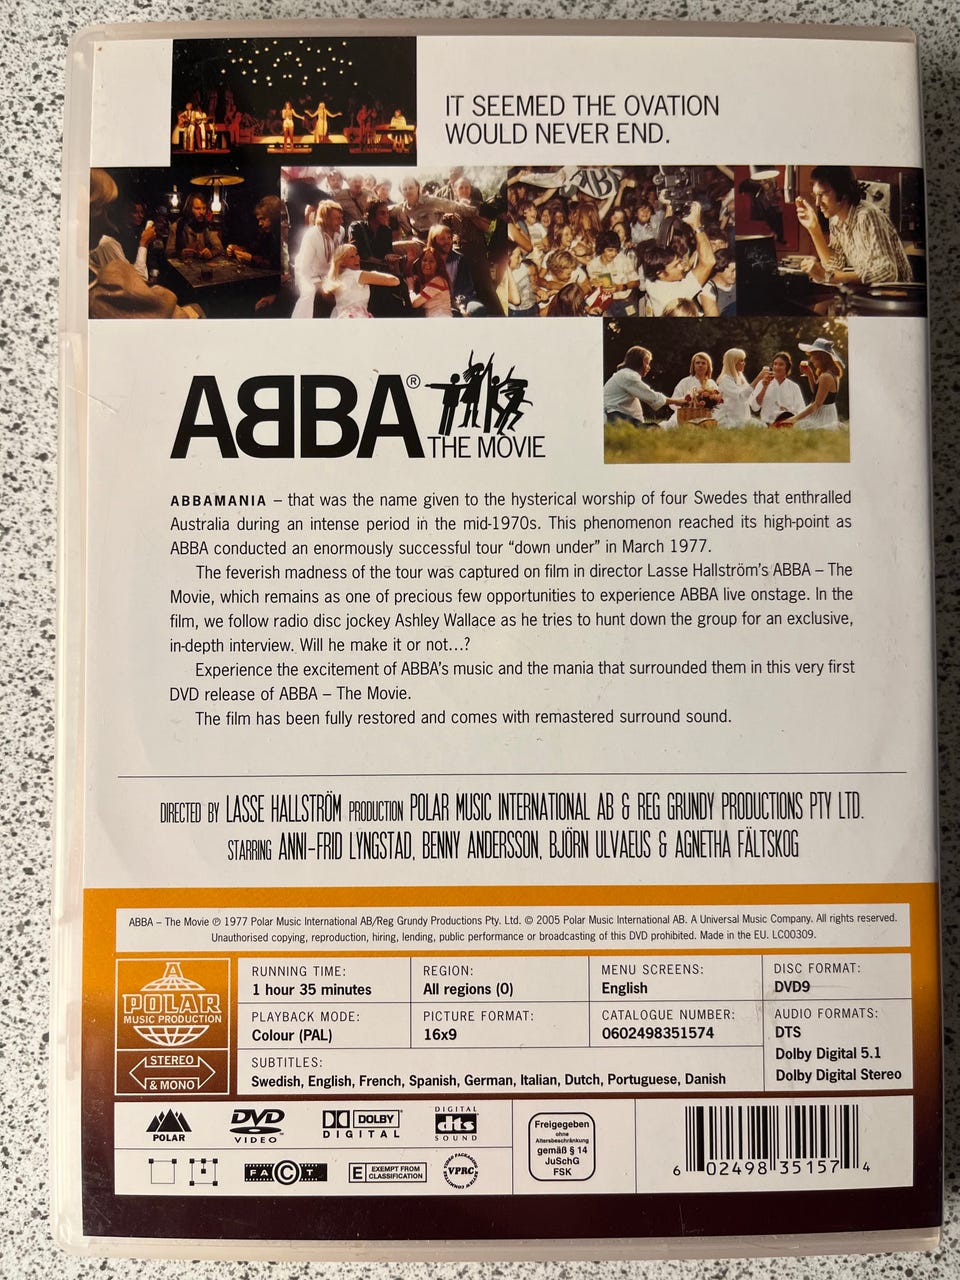 IT SEEMED THE OVATION
WOULD NEVER END.
ABBA
ABBA®
THE MOVIE
ABBAMANIA – that was the name given to the hysterical worship of four Swedes that enthralled
Australia during an intense period in the mid-1970s. This phenomenon reached its high-point as
ABBA conducted an enormously successful tour “down under” in March 1977.
The feverish madness of the tour was captured on film in director Lasse Hallström’s ABBA – The
Movie, which remains as one of precious few opportunities to experience ABBA live onstage. In the
film, we follow radio disc jockey Ashley Wallace as he tries to hunt down the group for an exclusive,
in-depth interview. Will he make it or not...?
Experience the excitement of ABBA’s music and the mania that surrounded them in this very first
DVD release of ABBA – The Movie.
The film has been fully restored and comes with remastered surround sound.
DIRECTED BY LASSE HALLSTRÖM PRODUCTION POLAR MUSIC INTERNATIONAL AB & REG GRUNDY PRODUCTIONS PTY LTD.
STARRING ANNI-FRID LYNGSTAD, BENNY ANDERSSON, BJÖRN ULVAEUS & AGNETHA FÄLTSKOG
ABBA – The Movie ℗ 1977 Polar Music International AB/Reg Grundy Productions Pty. Ltd. © 2005 Polar Music International AB. A Universal Music Company. All rights reserved.
Unauthorised copying, reproduction, hiring, lending, public performance or broadcasting of this DVD prohibited. Made in the EU. LC00309.
A
POLAR
MUSIC PRODUCTION
STEREO
& MONO
RUNNING TIME:
1 hour 35 minutes
REGION:
All regions (0)
MENU SCREENS:
English
DISC FORMAT:
DVD9
PLAYBACK MODE:
Colour (PAL)
PICTURE FORMAT:
16x9
CATALOGUE NUMBER:
0602498351574
AUDIO FORMATS:
DTS
Dolby Digital 5.1
Dolby Digital Stereo
SUBTITLES:
Swedish, English, French, Spanish, German, Italian, Dutch, Portuguese, Danish
POLAR
DVD
VIDEO
DOLBY
DIGITAL
DIGITAL
dts
SOUND
FACT
E EXEMPT FROM
CLASSIFICATION
VIDEO PACKAGING
REVIEW COMMITTEE
VPRC
Freigegeben
ohne
Altersbeschränkung
gemäß § 14
JuSchG
FSK
6 02498 35157 4